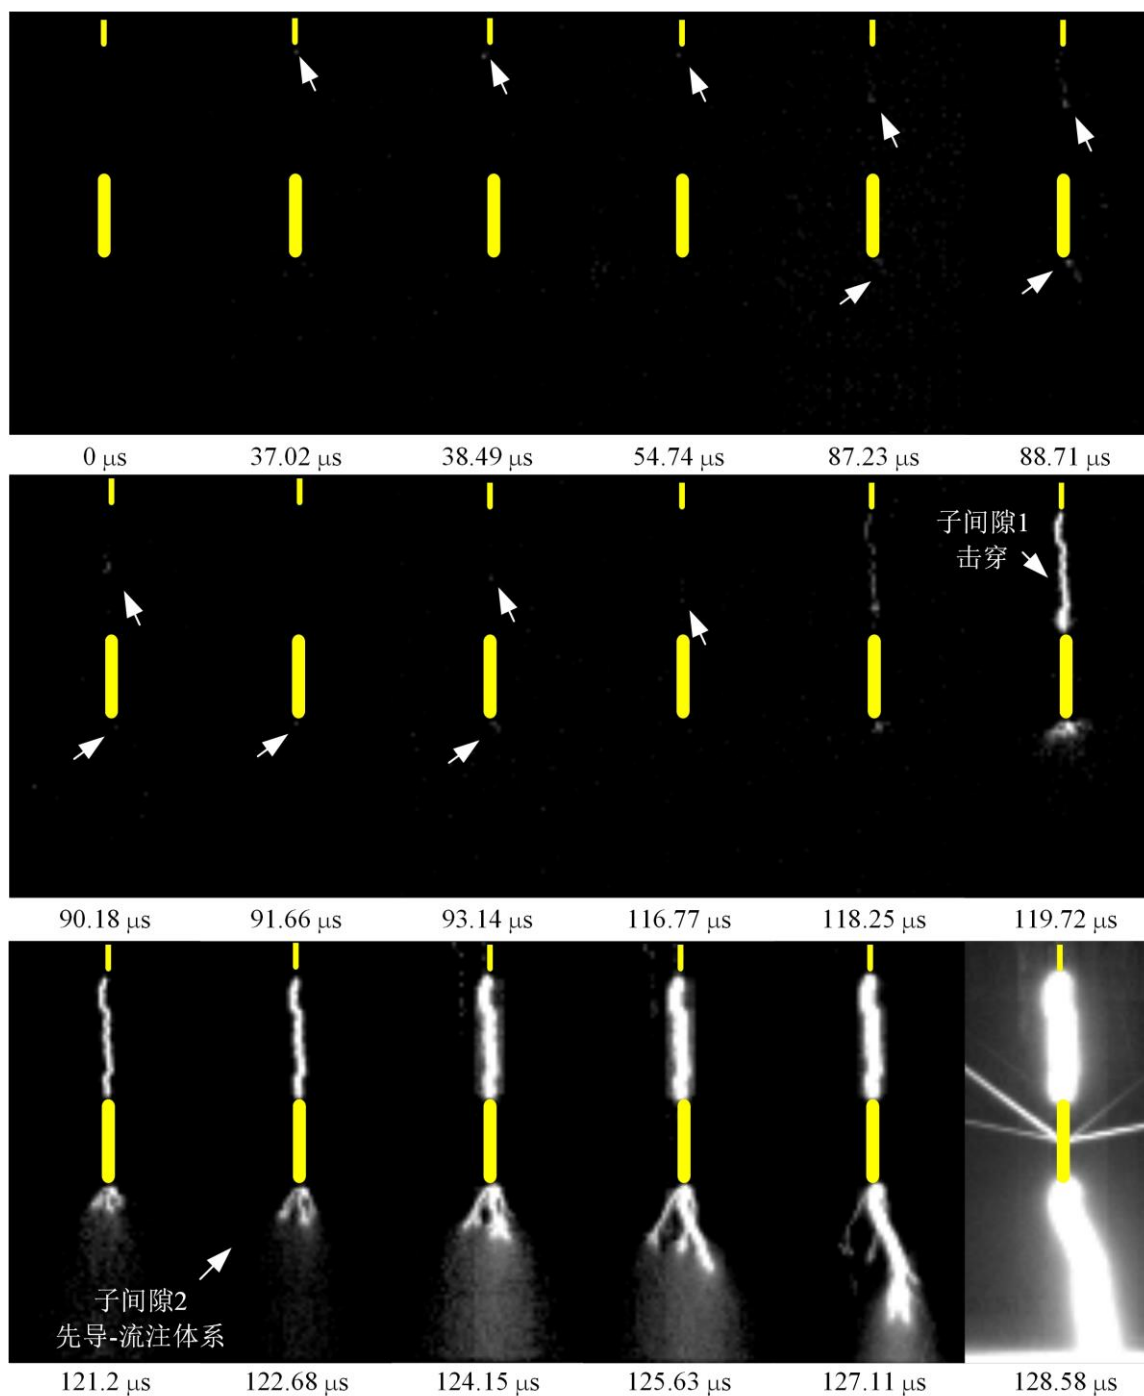 0 μs 37.02 μs 38.49 μs 54.74 μs 87.23 μs 88.71 μs
子间隙1
击穿
90.18 μs 91.66 μs 93.14 μs 116.77 μs 118.25 μs 119.72 μs
子间隙2
先导-流注体系
121.2 μs 122.68 μs 124.15 μs 125.63 μs 127.11 μs 128.58 μs